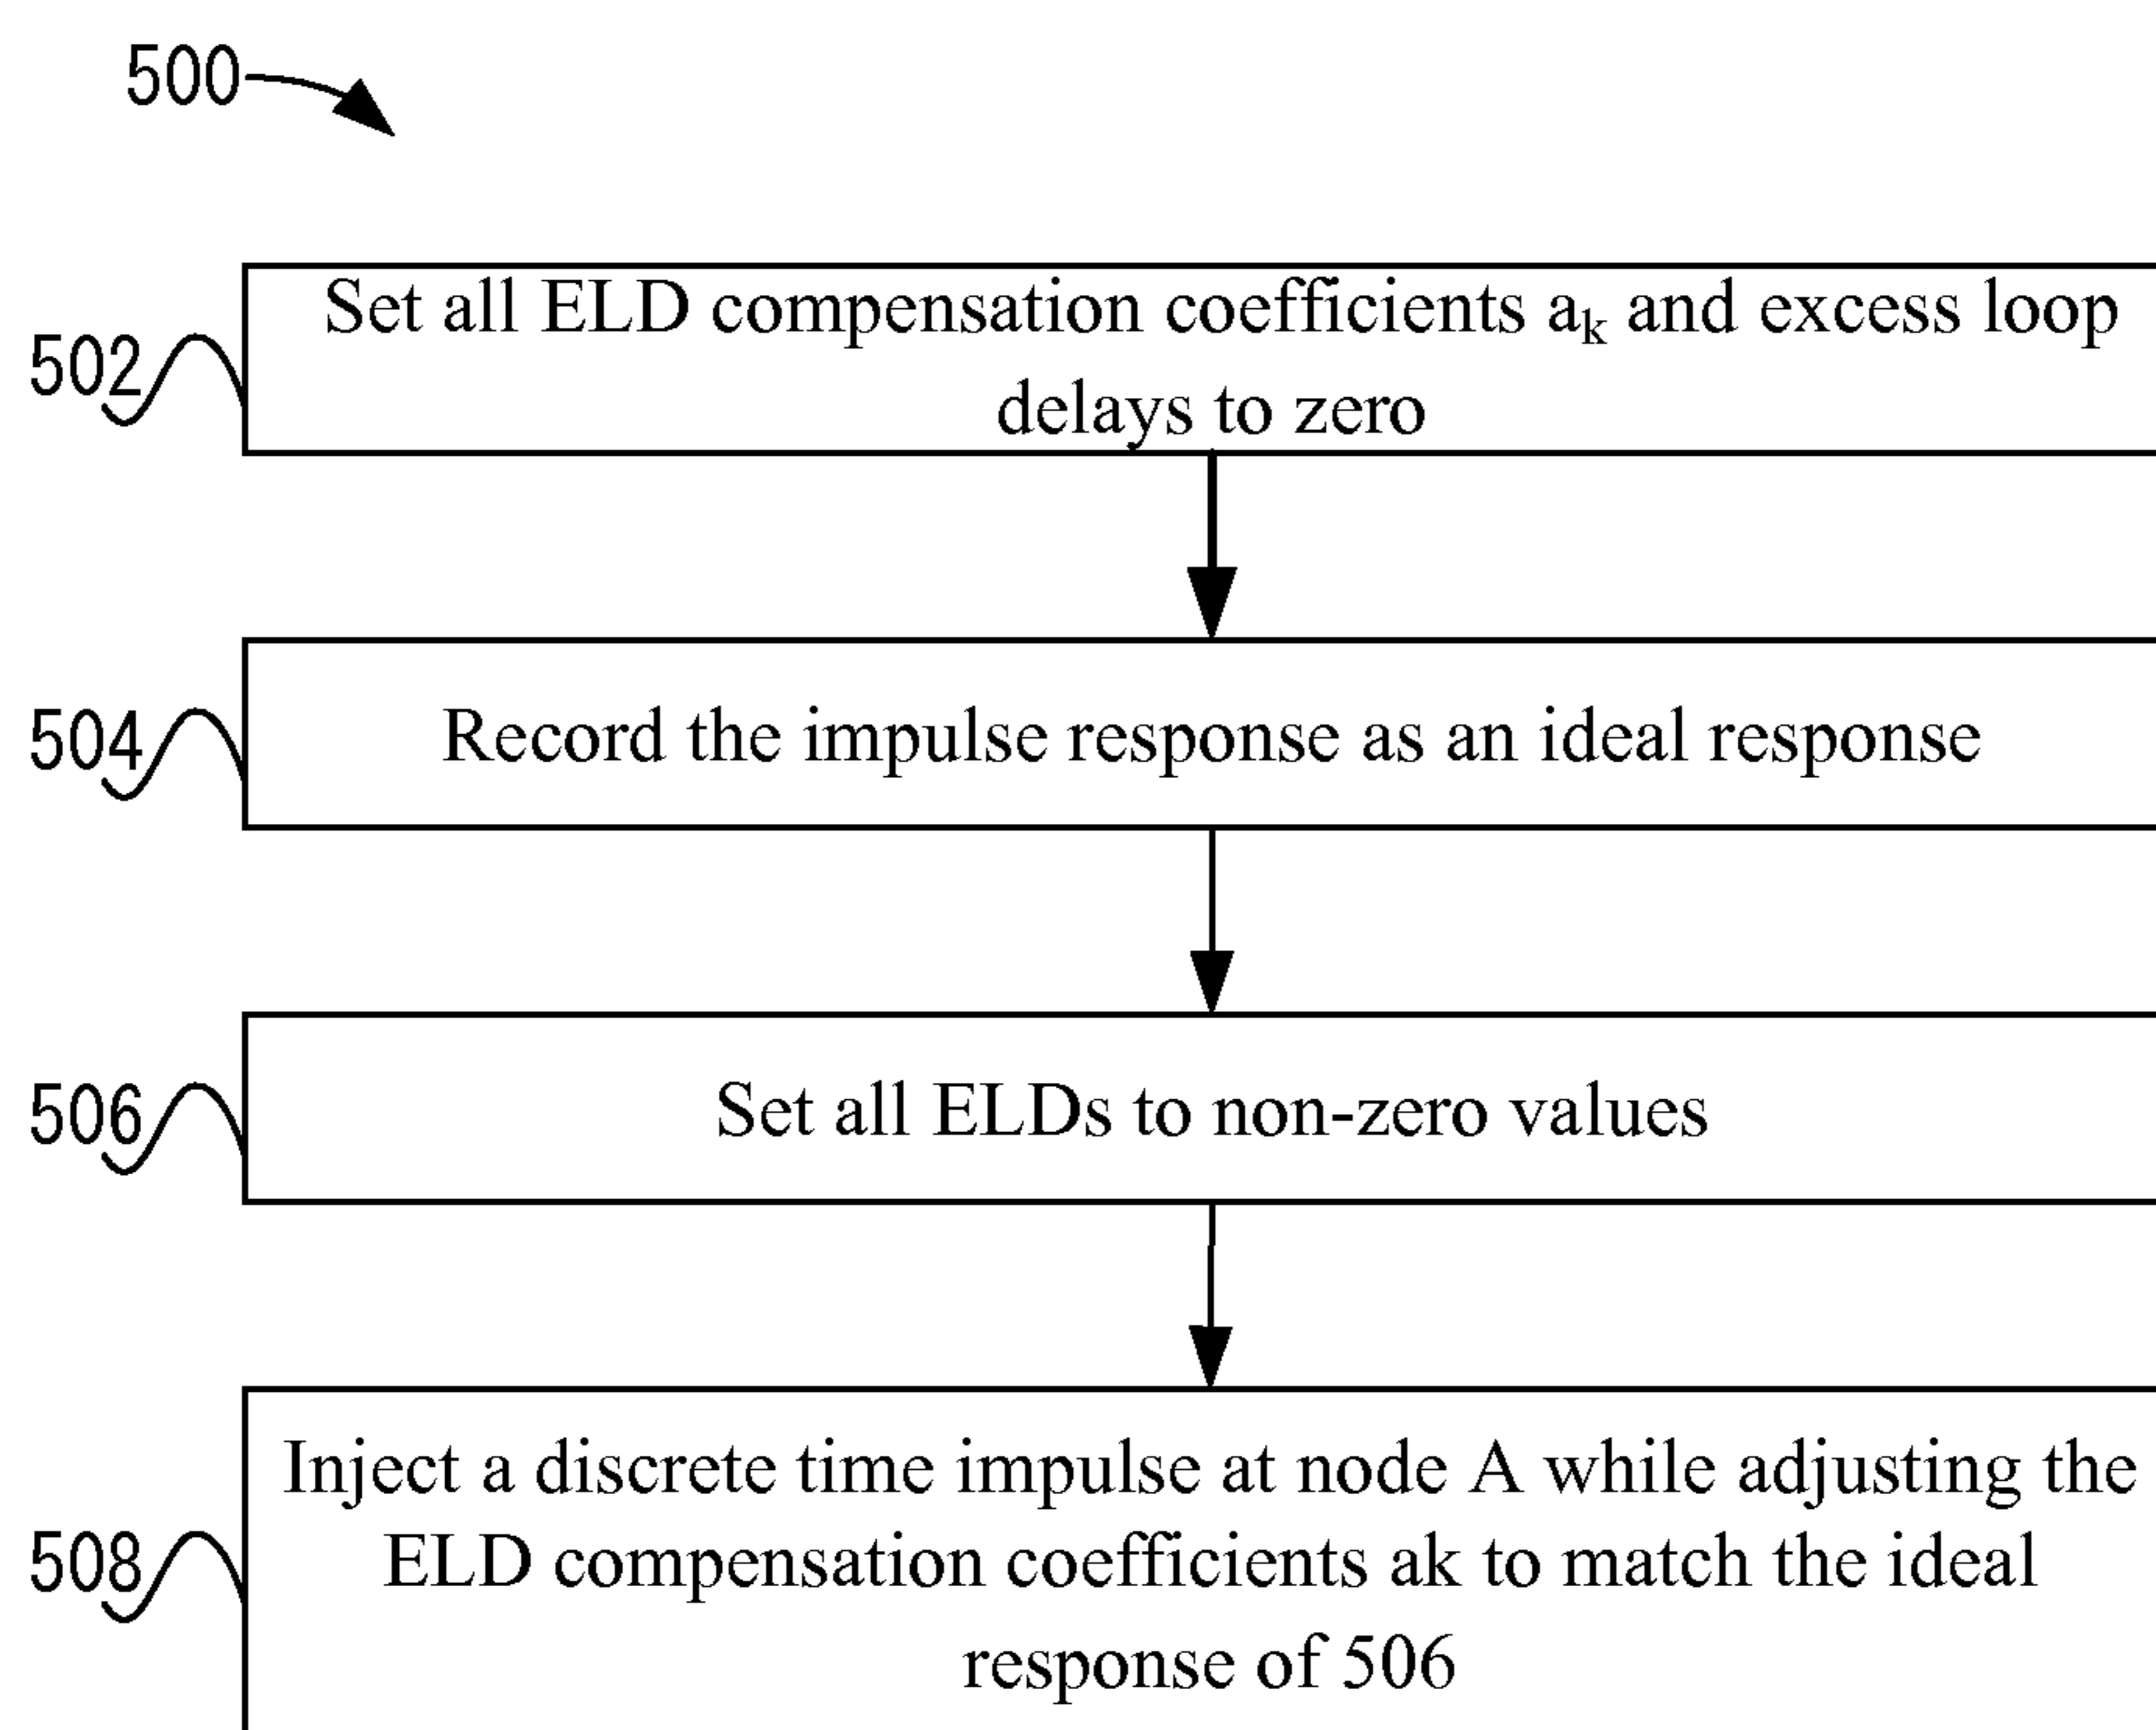 500
502
Set all ELD compensation coefficients ak and excess loop
delays to zero
504
Record the impulse response as an ideal response
506
Set all ELDs to non-zero values
508
Inject a discrete time impulse at node A while adjusting the
ELD compensation coefficients ak to match the ideal
response of 506